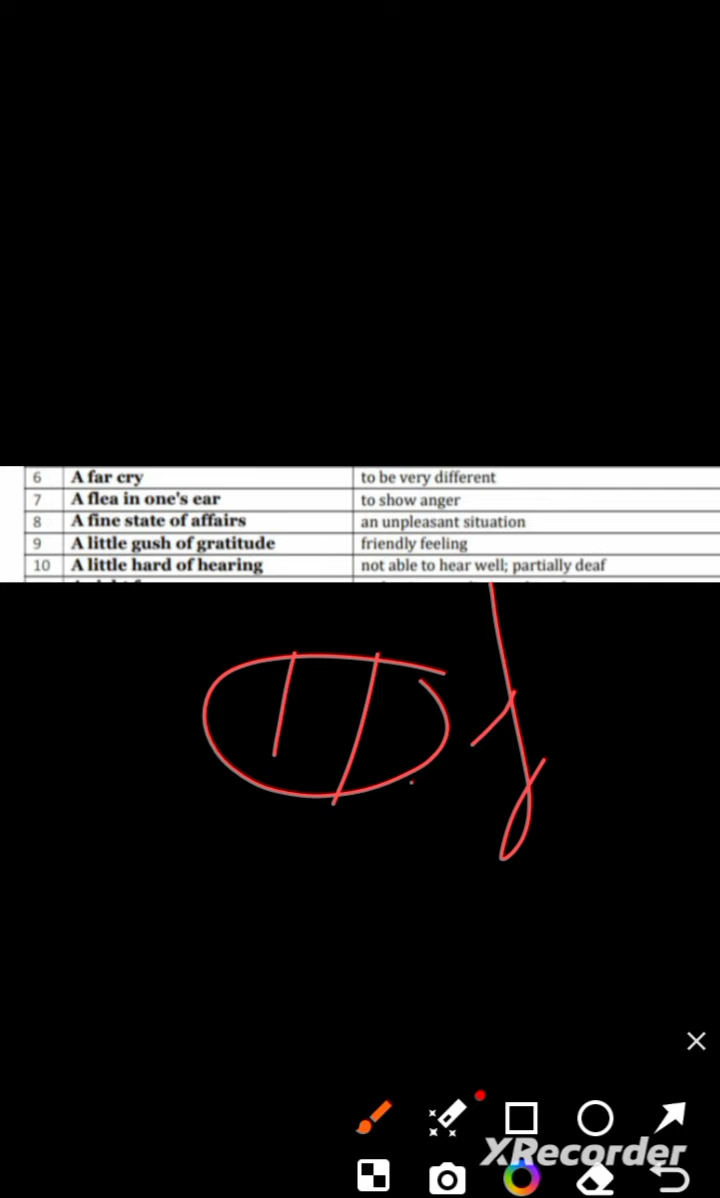 6 A far cry to be very different
7 A flea in one's ear to show anger
8 A fine state of affairs an unpleasant situation
9 A little gush of gratitude friendly feeling
10 A little hard of hearing not able to hear well; partially deaf
XRecorder